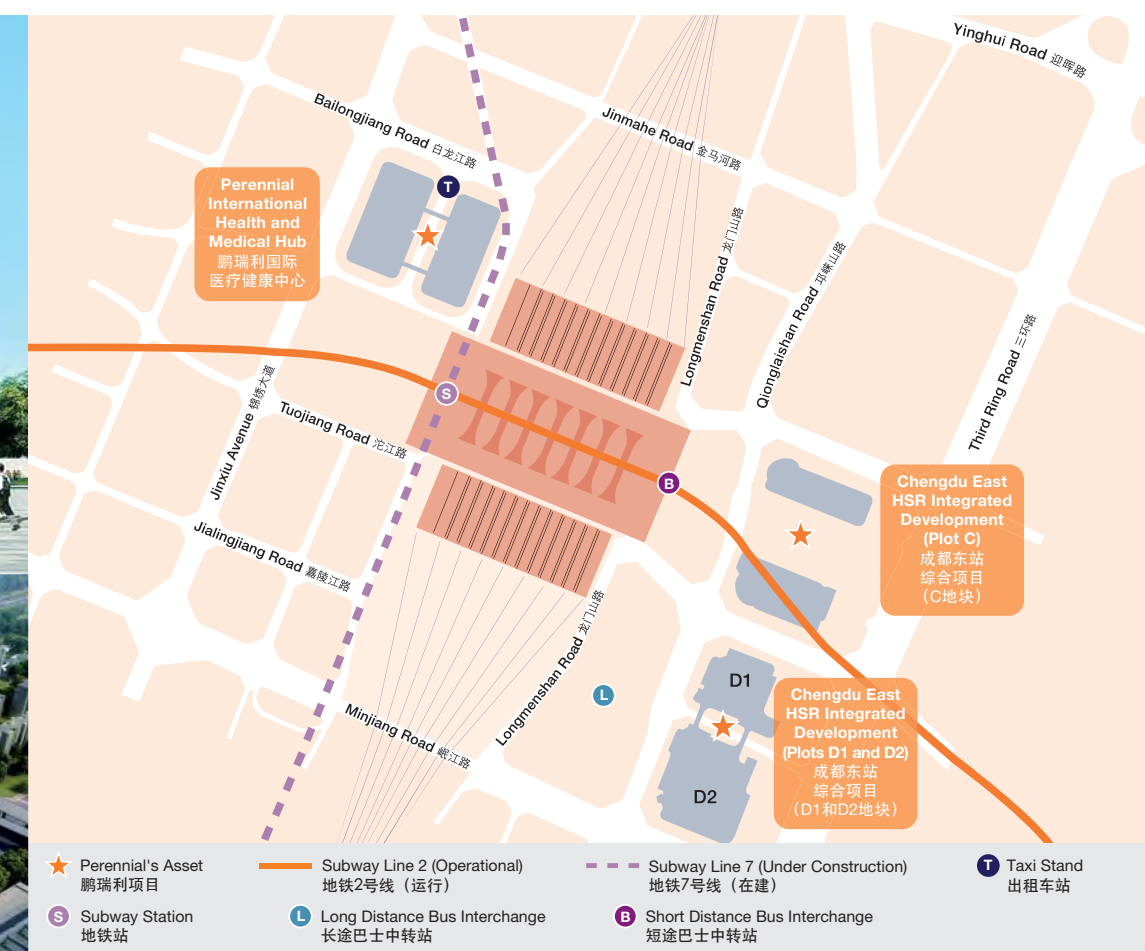 Yinghui Road 迎晖路
Bailongjiang Road 白龙江路
Jinmahe Road 金马河路
T
Perennial
International
Health and
Medical Hub
鹏瑞利国际
医疗健康中心
Longmenshan Road 龙门山路
Qionglaishan Road 邛崃山路
Third Ring Road 三环路
S
Jinxiu Avenue 锦绣大道
Tuojiang Road 沱江路
B
Chengdu East
HSR Integrated
Development
(Plot C)
成都东站
综合项目
（C地块）
Jialingjiang Road 嘉陵江路
Longmenshan Road 龙门山路
L
D1
Chengdu East
HSR Integrated
Development
(Plots D1 and D2)
成都东站
综合项目
（D1和D2地块）
Minjiang Road 岷江路
D2
Perennial's Asset
鹏瑞利项目
Subway Line 2 (Operational)
地铁2号线（运行）
Subway Line 7 (Under Construction)
地铁7号线（在建）
T Taxi Stand
出租车站
S Subway Station
地铁站
L Long Distance Bus Interchange
长途巴士中转站
B Short Distance Bus Interchange
短途巴士中转站